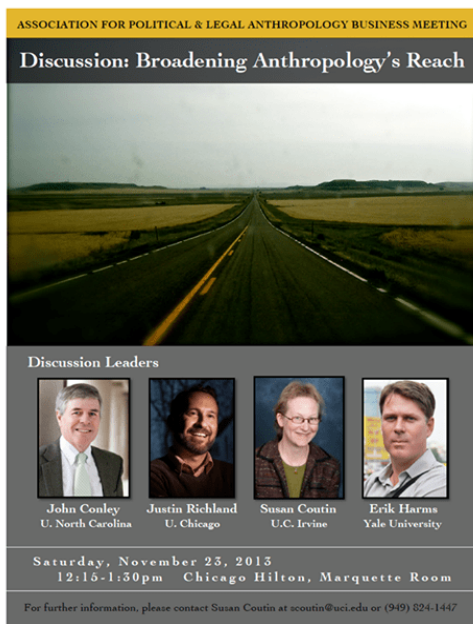 ASSOCIATION FOR POLITICAL & LEGAL ANTHROPOLOGY BUSINESS MEETING
Discussion: Broadening Anthropology's Reach
Discussion Leaders
John Conley
U. North Carolina
Justin Richland
U. Chicago
Susan Coutin
U.C. Irvine
Erik Harms
Yale University
Saturday, November 23, 2013
12:15-1:30pm Chicago Hilton, Marquette Room
For further information, please contact Susan Coutin at scoutin@uci.edu or (949) 824-1447